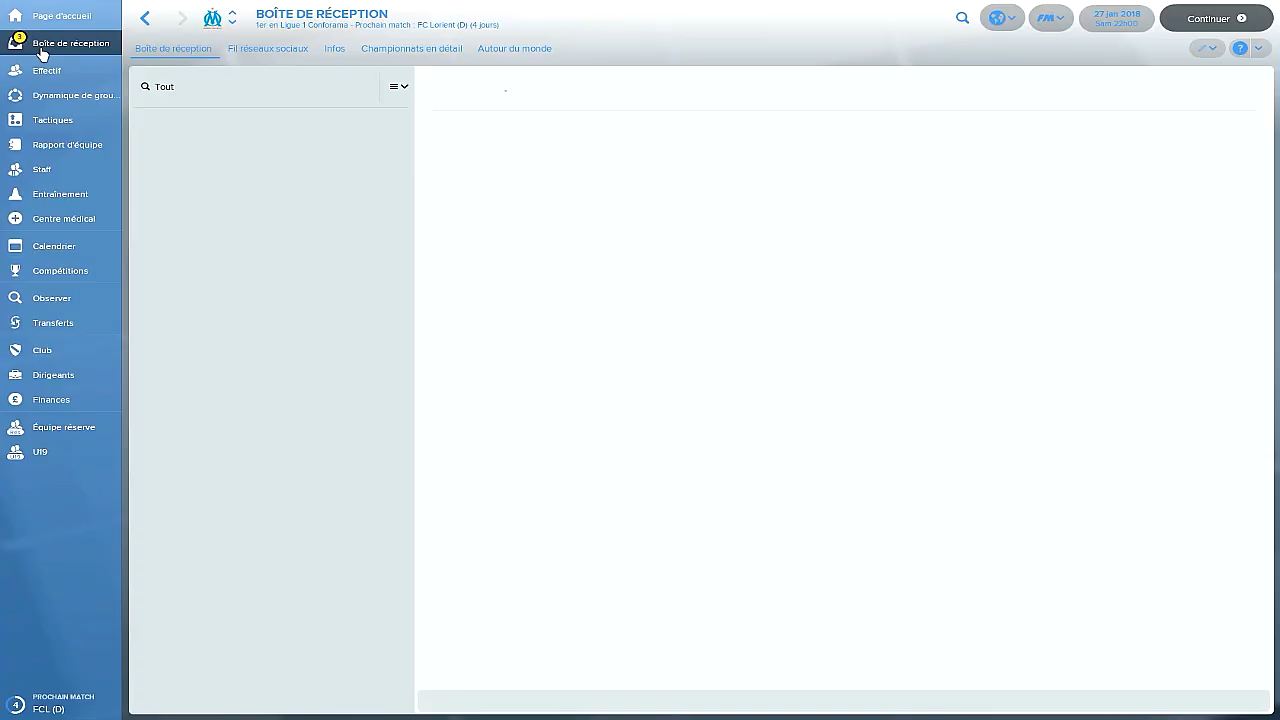 Page d'accueil
3
Boîte de réception
Effectif
Dynamique de grou...
Tactiques
Rapport d'équipe
Staff
Entraînement
Centre médical
Calendrier
Compétitions
Observer
Transferts
Club
Dirigeants
Finances
Équipe réserve
U19
PROCHAIN MATCH
4
FCL (D)
BOÎTE DE RÉCEPTION
1er en Ligue 1 Conforama - Prochain match : FC Lorient (D) (4 jours)
FM
27 jan 2018
Sam 22h00
Continuer
Boîte de réception Fil réseaux sociaux Infos Championnats en détail Autour du monde
?
Tout
-